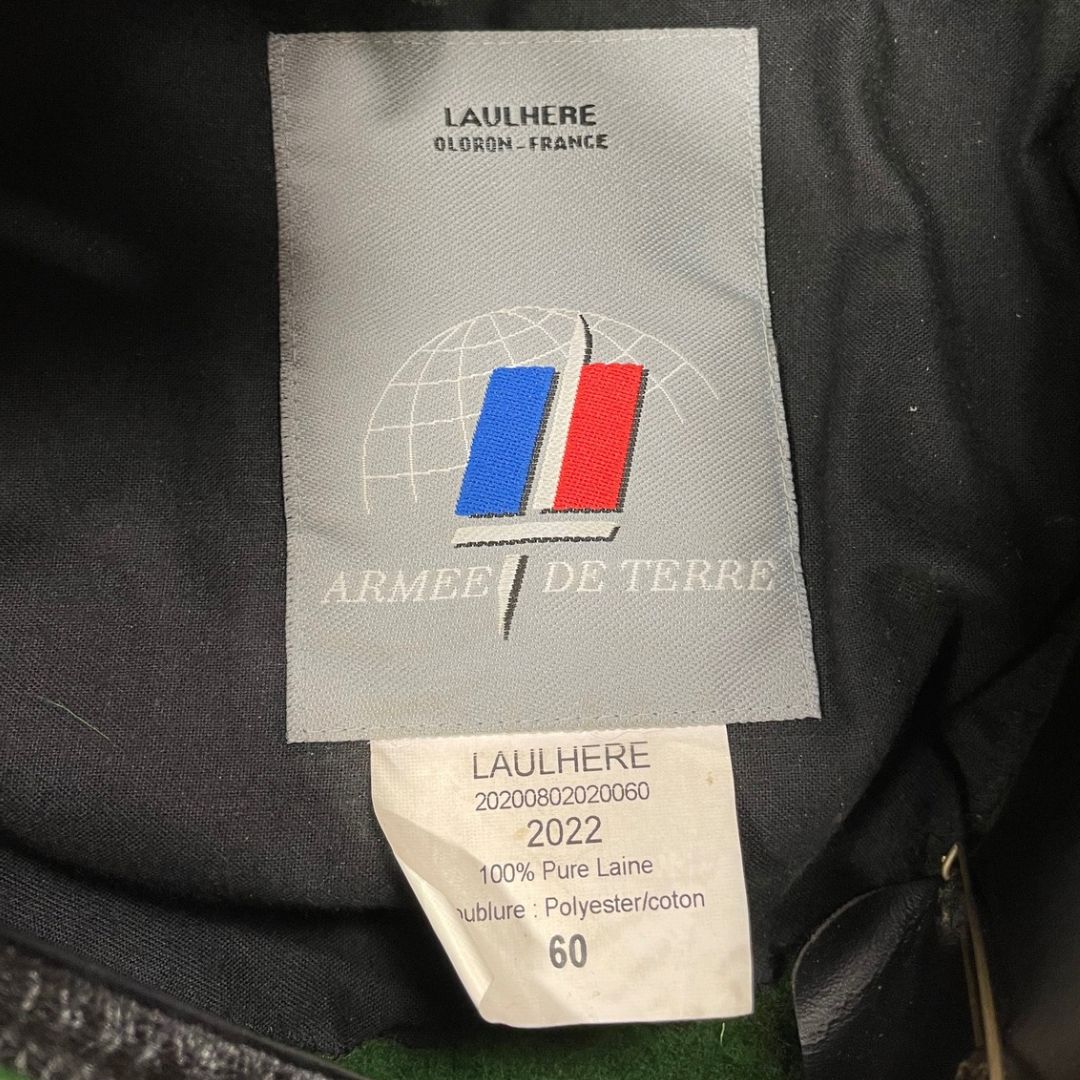 LAULHERE
OLORON-FRANCE
ARMEE DE TERRE
LAULHERE
20200802020060
2022
100% Pure Laine
oublure : Polyester/coton
60